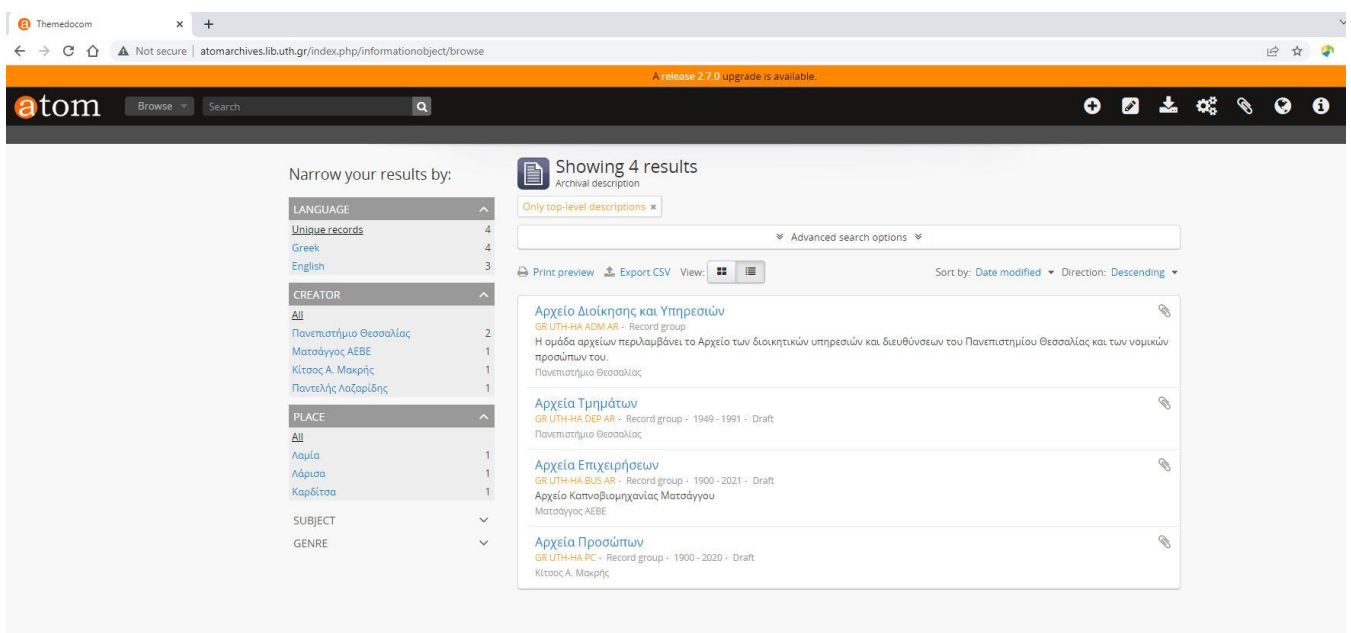 Themedocom
Not secure | atomarchives.lib.uth.gr/index.php/informationobject/browse
A release 2.7.0 upgrade is available.
atom Browse Search
Narrow your results by:
LANGUAGE
Unique records 4
Greek 4
English 3
CREATOR
All
Πανεπιστήμιο Θεσσαλίας 2
Ματσάγγος ΑΕΒΕ 1
Κίτσος Α. Μακρής 1
Παντελής Λαζαρίδης 1
PLACE
All
Λαμία 1
Λάρισα 1
Καρδίτσα 1
SUBJECT
GENRE
Showing 4 results
Archival description
Only top-level descriptions
Advanced search options
Print preview Export CSV View: Sort by: Date modified Direction: Descending
Αρχείο Διοίκησης και Υπηρεσιών
GR UTH-HA ADM AR · Record group
Η ομάδα αρχείων περιλαμβάνει το Αρχείο των διοικητικών υπηρεσιών και διευθύνσεων του Πανεπιστημίου Θεσσαλίας και των νομικών
προσώπων του.
Πανεπιστήμιο Θεσσαλίας
Αρχεία Τμημάτων
GR UTH-HA DEP AR · Record group · 1949 - 1991 · Draft
Πανεπιστήμιο Θεσσαλίας
Αρχεία Επιχειρήσεων
GR UTH-HA BUS AR · Record group · 1900 - 2021 · Draft
Αρχείο Καπνοβιομηχανίας Ματσάγγου
Ματσάγγος ΑΕΒΕ
Αρχεία Προσώπων
GR UTH-HA PC · Record group · 1900 - 2020 · Draft
Κίτσος Α. Μακρής